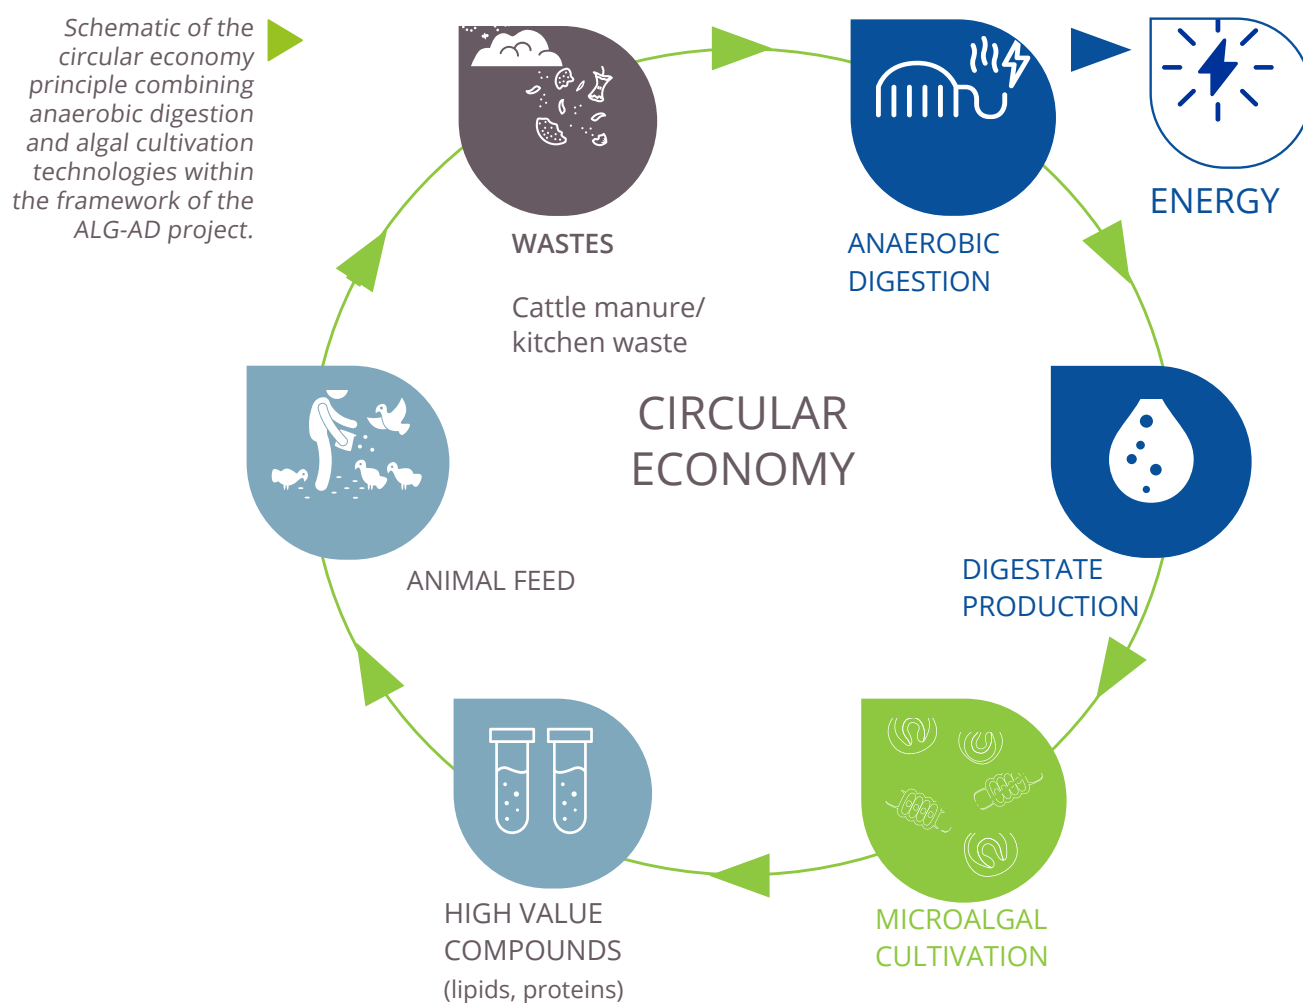 Schematic of the
circular economy
principle combining
anaerobic digestion
and algal cultivation
technologies within
the framework of the
ALG-AD project.
ENERGY
WASTES
Cattle manure/
kitchen waste
ANAEROBIC
DIGESTION
CIRCULAR
ECONOMY
DIGESTATE
PRODUCTION
ANIMAL FEED
HIGH VALUE
COMPOUNDS
(lipids, proteins)
MICROALGAL
CULTIVATION